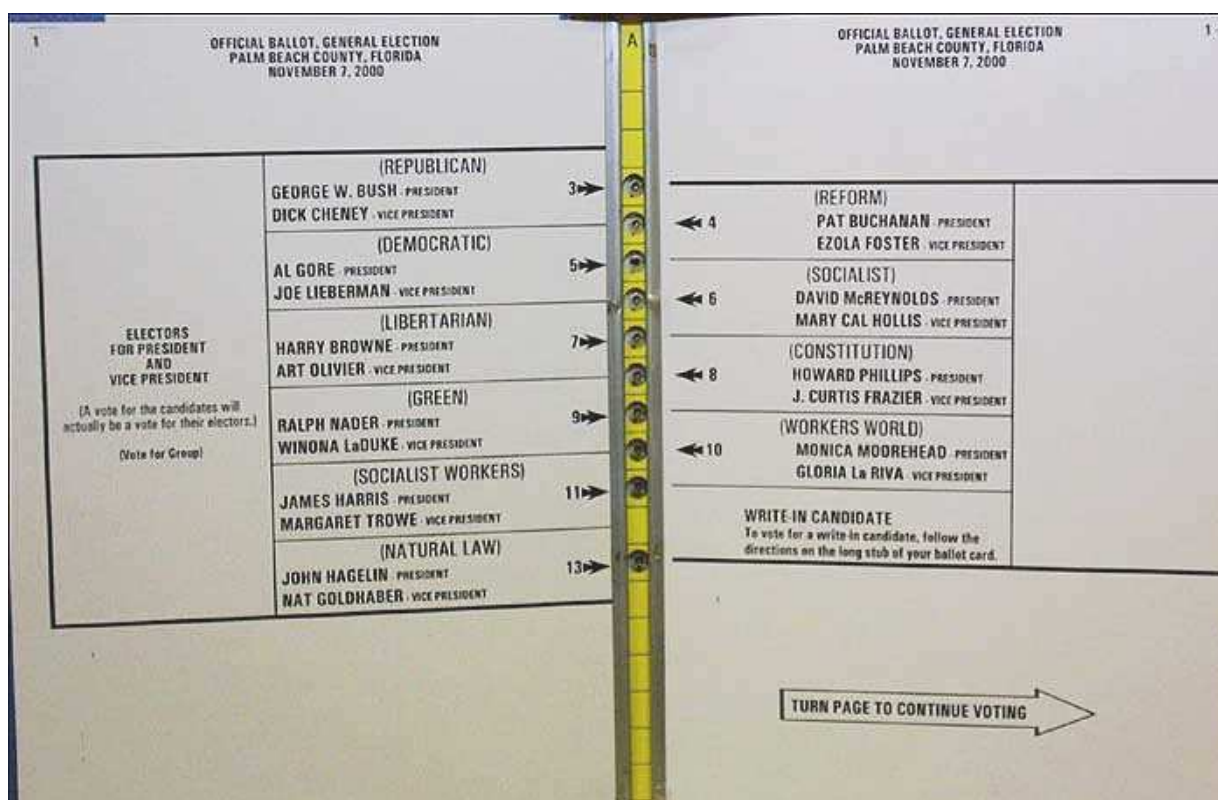 1
OFFICIAL BALLOT, GENERAL ELECTION
PALM BEACH COUNTY, FLORIDA
NOVEMBER 7, 2000
ELECTORS
FOR PRESIDENT
AND
VICE PRESIDENT
(A vote for the candidates will
actually be a vote for their electors.)
(Vote for Group)
(REPUBLICAN)
GEORGE W. BUSH - PRESIDENT
DICK CHENEY - VICE PRESIDENT
3
(DEMOCRATIC)
AL GORE - PRESIDENT
JOE LIEBERMAN - VICE PRESIDENT
5
(LIBERTARIAN)
HARRY BROWNE - PRESIDENT
ART OLIVIER - VICE PRESIDENT
7
(GREEN)
RALPH NADER - PRESIDENT
WINONA LaDUKE - VICE PRESIDENT
9
(SOCIALIST WORKERS)
JAMES HARRIS - PRESIDENT
MARGARET TROWE - VICE PRESIDENT
11
(NATURAL LAW)
JOHN HAGELIN - PRESIDENT
NAT GOLDHABER - VICE PRESIDENT
13
A
OFFICIAL BALLOT, GENERAL ELECTION
PALM BEACH COUNTY, FLORIDA
NOVEMBER 7, 2000
1
(REFORM)
4
PAT BUCHANAN - PRESIDENT
EZOLA FOSTER - VICE PRESIDENT
(SOCIALIST)
6
DAVID McREYNOLDS - PRESIDENT
MARY CAL HOLLIS - VICE PRESIDENT
(CONSTITUTION)
8
HOWARD PHILLIPS - PRESIDENT
J. CURTIS FRAZIER - VICE PRESIDENT
(WORKERS WORLD)
10
MONICA MOOREHEAD - PRESIDENT
GLORIA La RIVA - VICE PRESIDENT
WRITE-IN CANDIDATE
To vote for a write-in candidate, follow the
directions on the long stub of your ballot card.
TURN PAGE TO CONTINUE VOTING